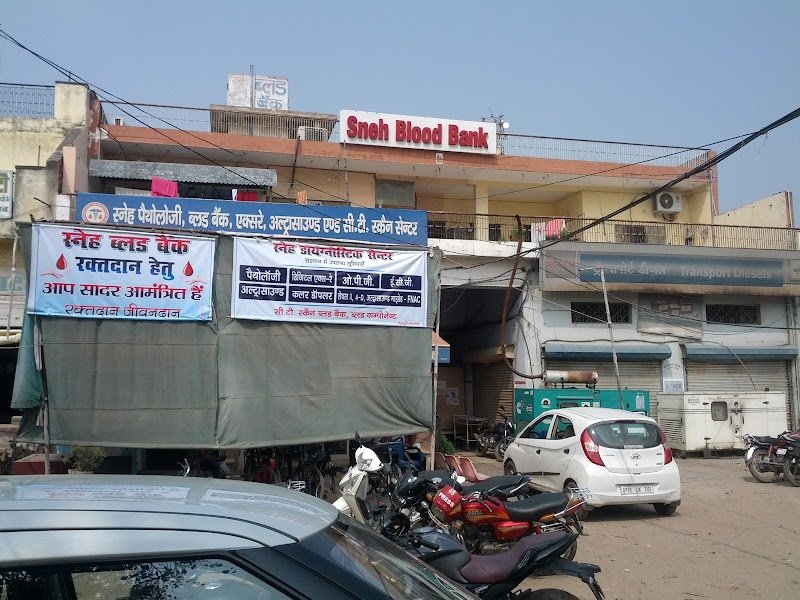 ब्लड
बैंक
Sneh Blood Bank
स्नेह पैथोलोजी, ब्लड बैंक, एक्सरे, अल्ट्रासाउण्ड एण्ड सी.टी. स्कैन सेन्टर
स्नेह ब्लड बैंक
रक्तदान हेतु
आप सादर आमंत्रित हैं
रक्तदान जीवनदान
स्नेह डायग्नोस्टिक सेन्टर
पैथोलॉजी
डिजिटल एक्स-रे
ओ.पी.जी.
ई.सी.जी.
अल्ट्रासाउण्ड
कलर डॉपलर
सी.टी. स्कैन ब्लड बैंक, ब्लड कम्पोनेन्ट
Transport Diesels